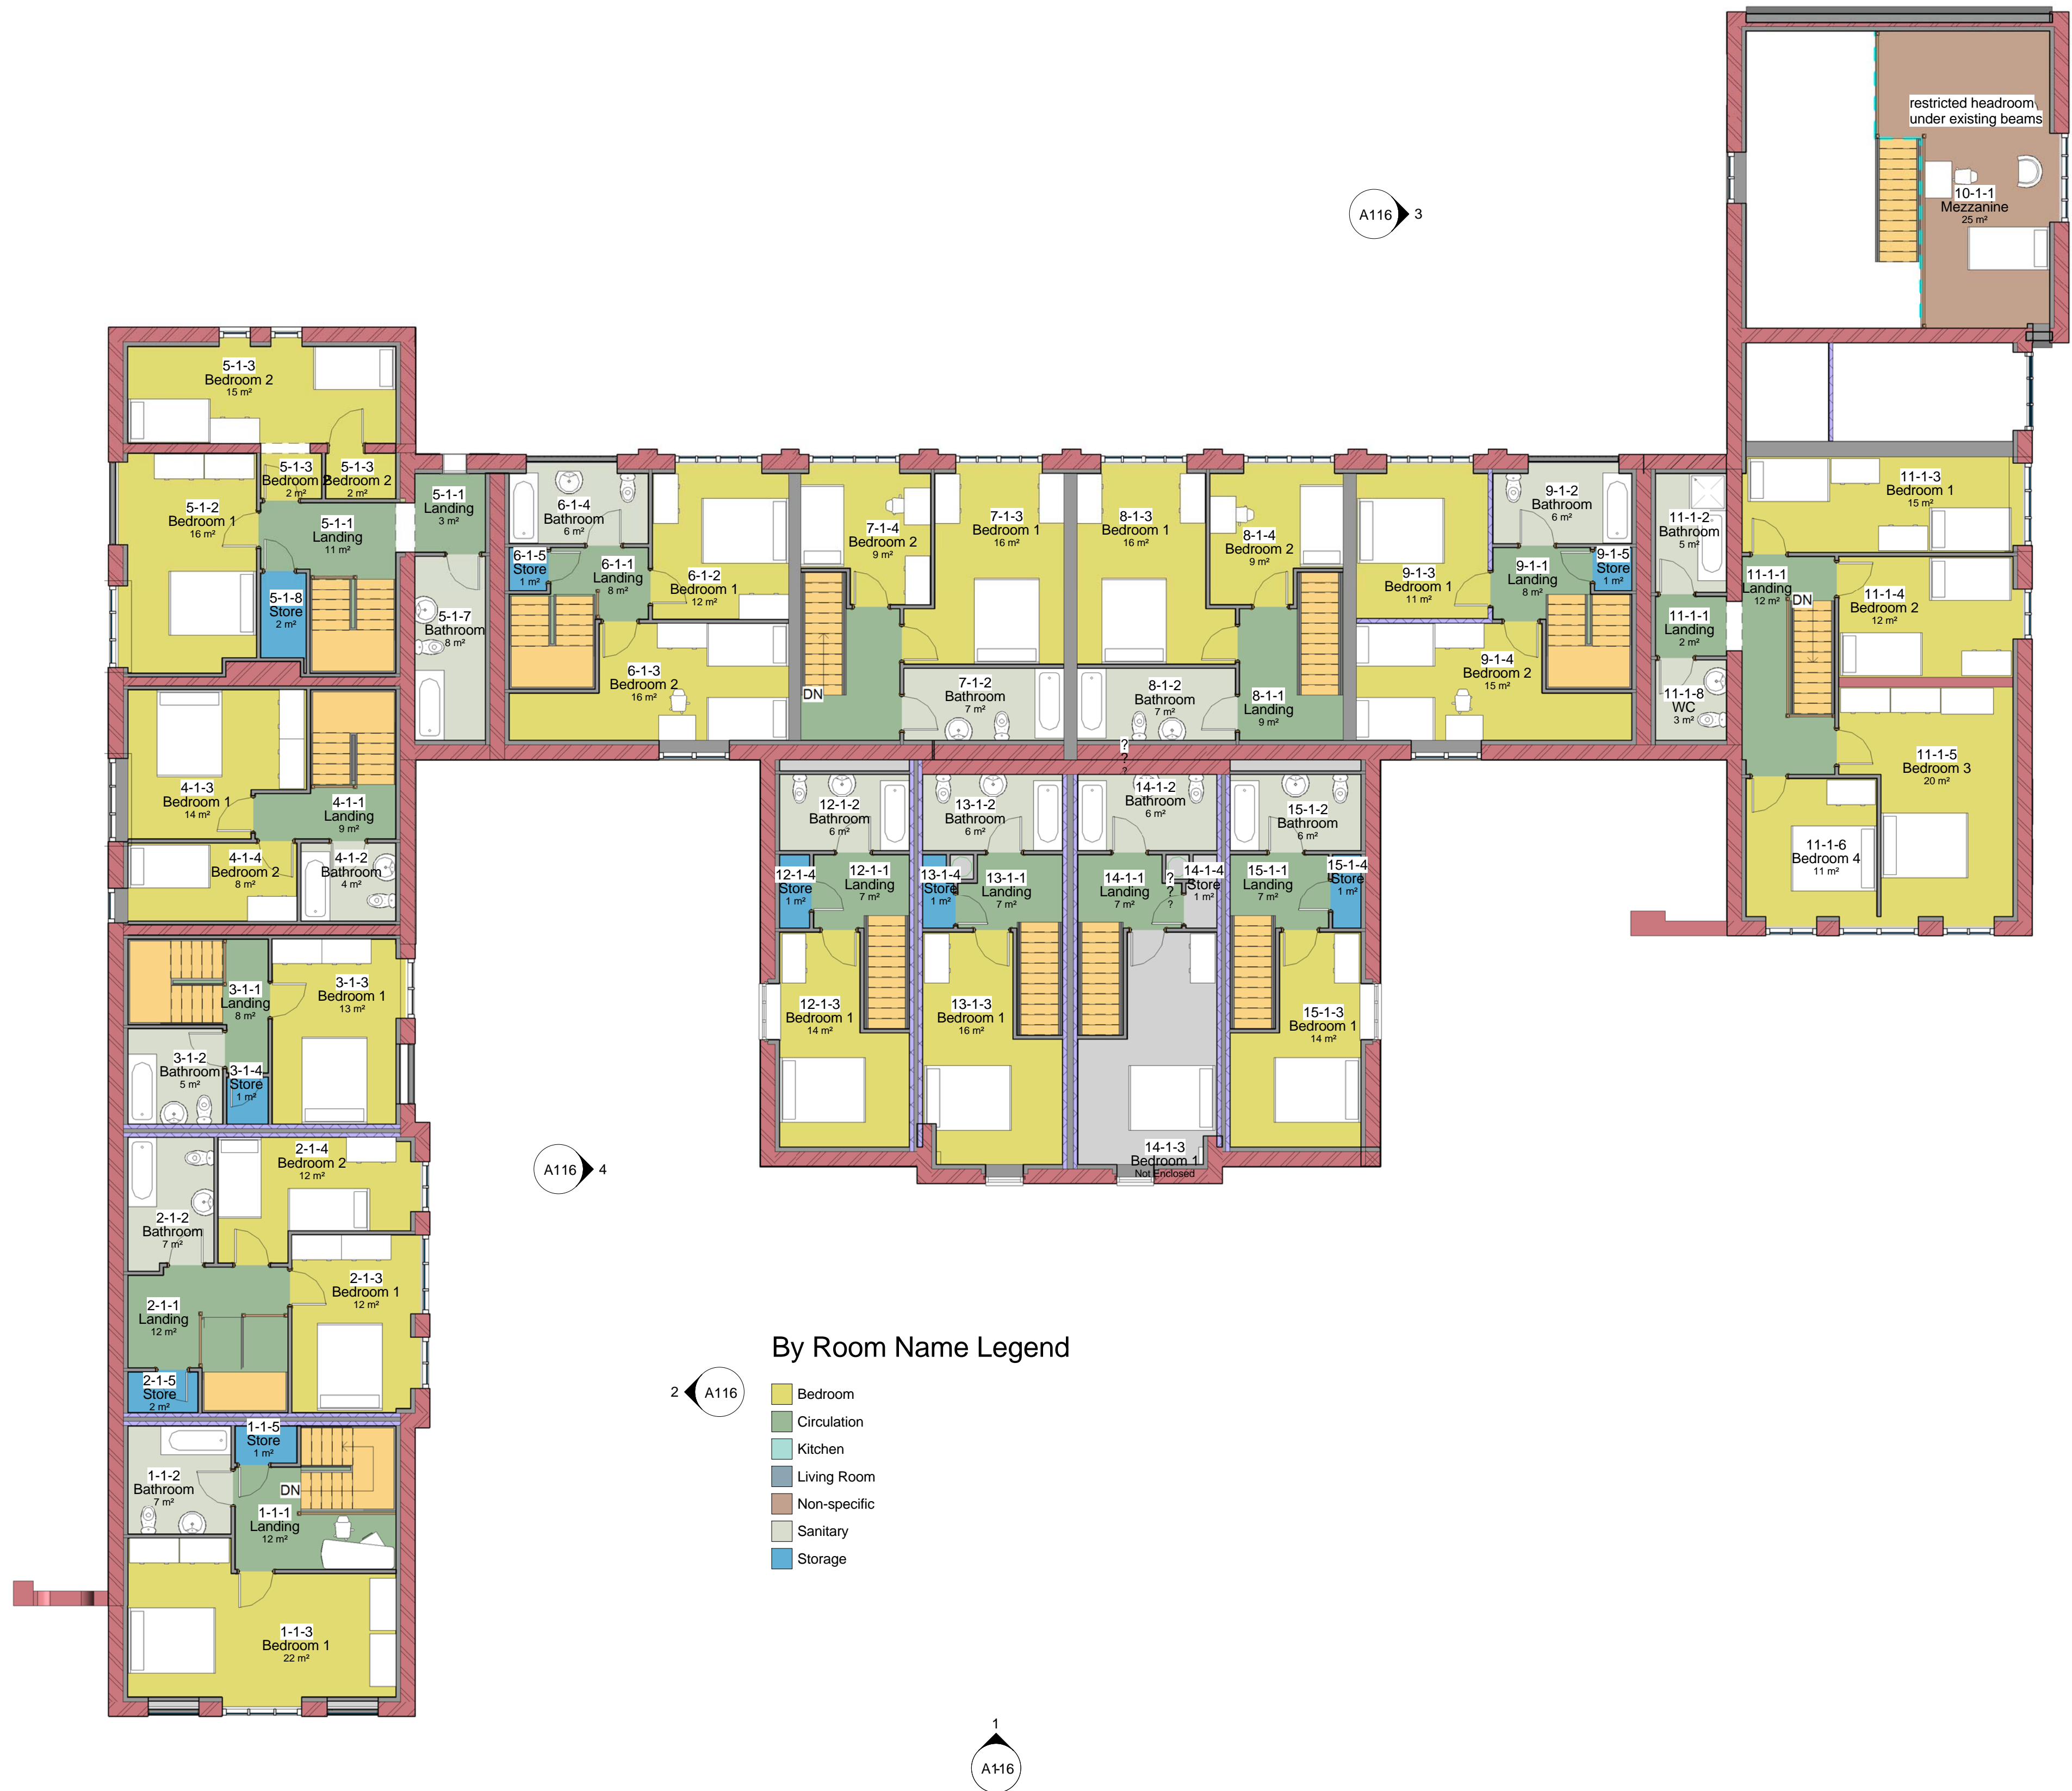 restricted headroom
under existing beams
10-1-1
Mezzanine
25 m²
A116
3
5-1-3
Bedroom 2
15 m²
5-1-3
Bedroom 2
2 m²
5-1-3
Bedroom 2
2 m²
5-1-2
Bedroom 1
16 m²
5-1-1
Landing
11 m²
5-1-1
Landing
3 m²
5-1-8
Store
2 m²
5-1-7
Bathroom
8 m²
6-1-4
Bathroom
6 m²
6-1-5
Store
1 m²
6-1-1
Landing
8 m²
6-1-2
Bedroom 1
12 m²
6-1-3
Bedroom 2
16 m²
7-1-4
Bedroom 2
9 m²
7-1-3
Bedroom 1
16 m²
DN
7-1-2
Bathroom
7 m²
8-1-3
Bedroom 1
16 m²
8-1-4
Bedroom 2
9 m²
8-1-2
Bathroom
7 m²
8-1-1
Landing
9 m²
9-1-3
Bedroom 1
11 m²
9-1-2
Bathroom
6 m²
9-1-1
Landing
8 m²
9-1-5
Store
1 m²
9-1-4
Bedroom 2
15 m²
11-1-2
Bathroom
5 m²
11-1-1
Landing
2 m²
11-1-8
WC
3 m²
11-1-3
Bedroom 1
15 m²
11-1-1
Landing
12 m²
DN
11-1-4
Bedroom 2
12 m²
11-1-5
Bedroom 3
20 m²
11-1-6
Bedroom 4
11 m²
4-1-3
Bedroom 1
14 m²
4-1-1
Landing
9 m²
4-1-4
Bedroom 2
8 m²
4-1-2
Bathroom
4 m²
?
?
?
12-1-2
Bathroom
6 m²
13-1-2
Bathroom
6 m²
14-1-2
Bathroom
6 m²
15-1-2
Bathroom
6 m²
12-1-4
Store
1 m²
12-1-1
Landing
7 m²
13-1-4
Store
1 m²
13-1-1
Landing
7 m²
14-1-1
Landing
7 m²
?
?
?
14-1-4
Store
1 m²
15-1-1
Landing
7 m²
15-1-4
Store
1 m²
12-1-3
Bedroom 1
14 m²
13-1-3
Bedroom 1
16 m²
14-1-3
Bedroom 1
Not Enclosed
15-1-3
Bedroom 1
14 m²
3-1-1
Landing
8 m²
3-1-3
Bedroom 1
13 m²
3-1-2
Bathroom
5 m²
3-1-4
Store
1 m²
A116
4
2-1-4
Bedroom 2
12 m²
2-1-2
Bathroom
7 m²
2-1-3
Bedroom 1
12 m²
2-1-1
Landing
12 m²
2-1-5
Store
2 m²
1-1-5
Store
1 m²
1-1-2
Bathroom
7 m²
DN
1-1-1
Landing
12 m²
1-1-3
Bedroom 1
22 m²
2
A116
By Room Name Legend
Bedroom
Circulation
Kitchen
Living Room
Non-specific
Sanitary
Storage
1